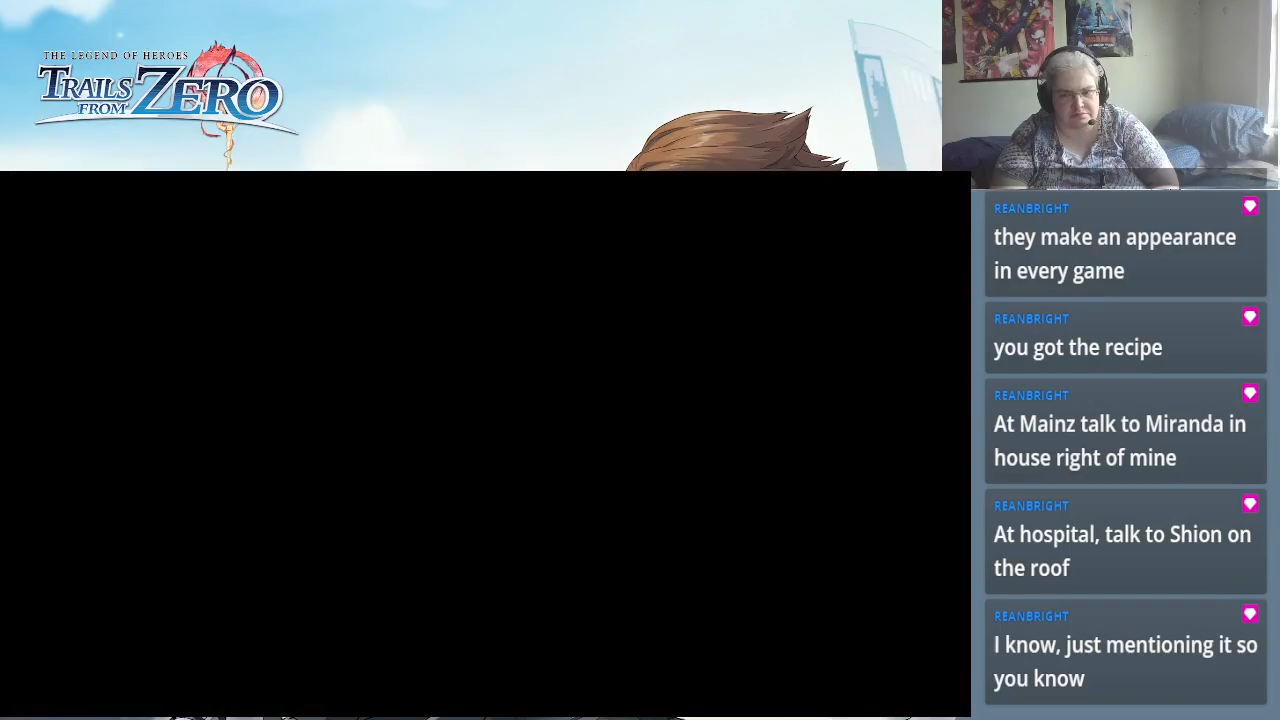 THE LEGEND OF HEROES
TRAILS
FROM ZERO
REANBRIGHT
they make an appearance
in every game
REANBRIGHT
you got the recipe
REANBRIGHT
At Mainz talk to Miranda in
house right of mine
REANBRIGHT
At hospital, talk to Shion on
the roof
REANBRIGHT
I know, just mentioning it so
you know